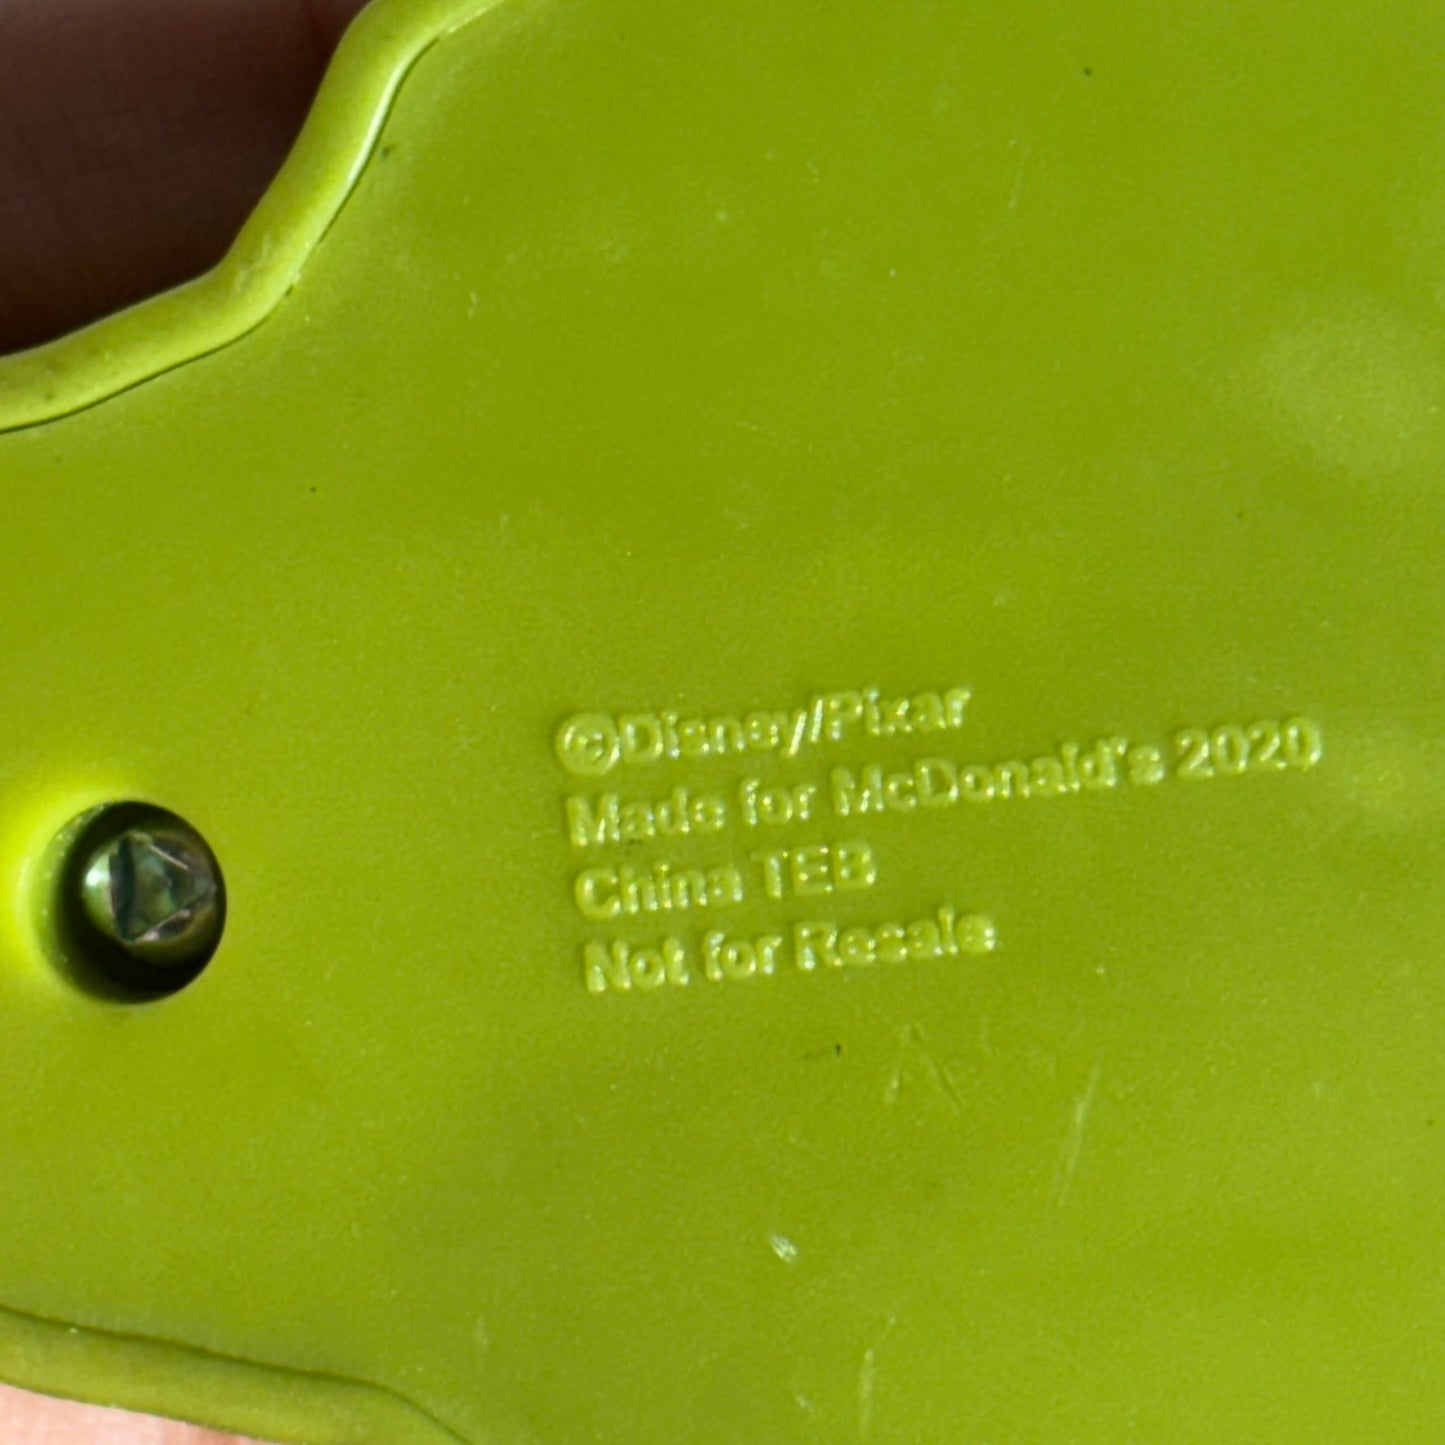 ©Disney/Pixar
Made for McDonald's 2020
China TEB
Not for Resale